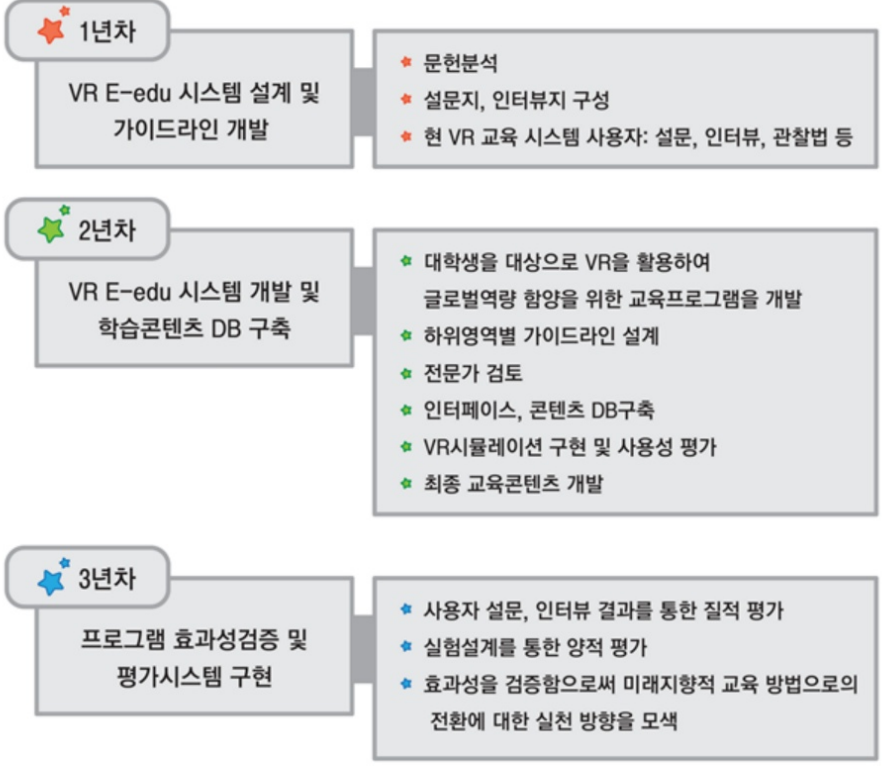 1년차
VR E-edu 시스템 설계 및
가이드라인 개발
문헌분석
설문지, 인터뷰지 구성
현 VR 교육 시스템 사용자: 설문, 인터뷰, 관찰법 등
2년차
VR E-edu 시스템 개발 및
학습콘텐츠 DB 구축
대학생을 대상으로 VR을 활용하여
글로벌역량 함양을 위한 교육프로그램을 개발
하위영역별 가이드라인 설계
전문가 검토
인터페이스, 콘텐츠 DB구축
VR시뮬레이션 구현 및 사용성 평가
최종 교육콘텐츠 개발
3년차
프로그램 효과성검증 및
평가시스템 구현
사용자 설문, 인터뷰 결과를 통한 질적 평가
실험설계를 통한 양적 평가
효과성을 검증함으로써 미래지향적 교육 방법으로의
전환에 대한 실천 방향을 모색